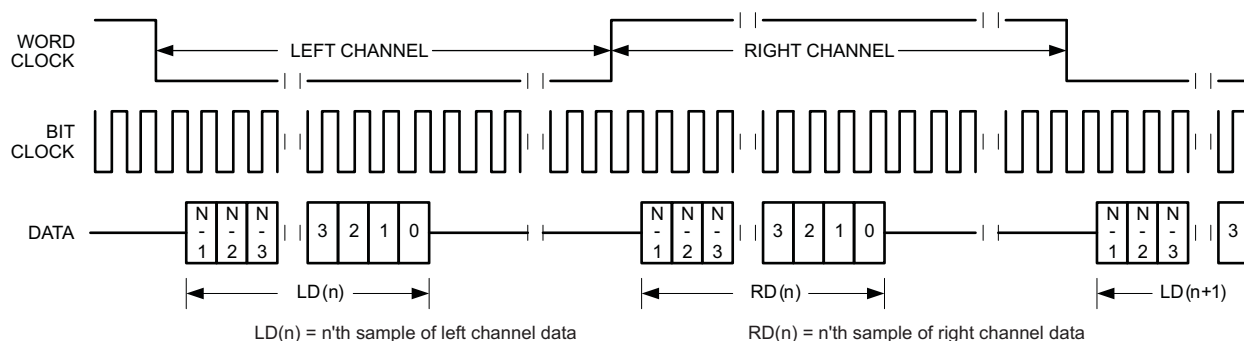 WORD
CLOCK
LEFT CHANNEL
RIGHT CHANNEL
BIT
CLOCK
DATA
N
-
1
N
-
2
N
-
3
3 2 1 0
N
-
1
N
-
2
N
-
3
3 2 1 0
N
-
1
N
-
2
N
-
3
3
LD(n)
RD(n)
LD(n+1)
LD(n) = n'th sample of left channel data
RD(n) = n'th sample of right channel data